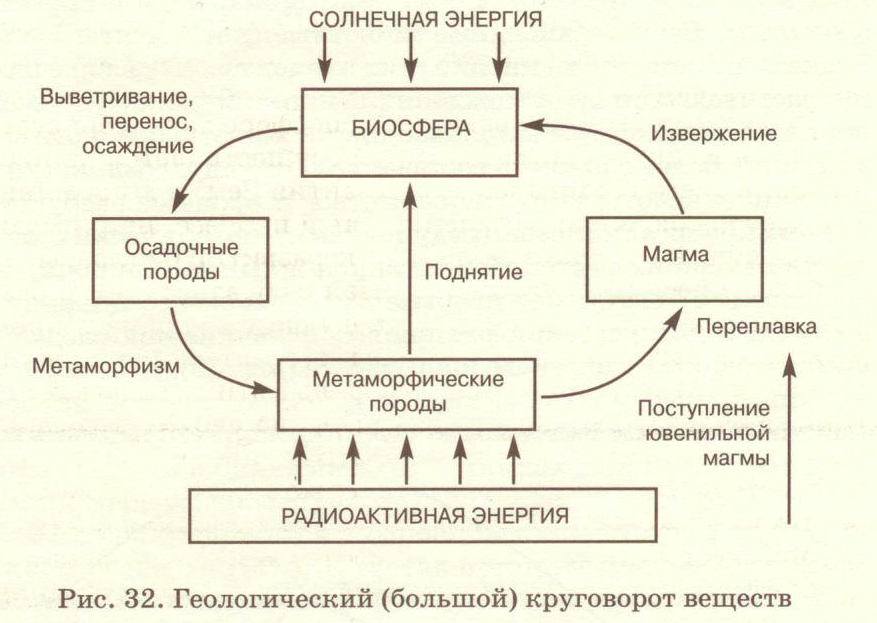 СОЛНЕЧНАЯ ЭНЕРГИЯ
Выветривание,
перенос,
осаждение
БИОСФЕРА
Извержение
Осадочные
породы
Поднятие
Магма
Переплавка
Метаморфизм
Метаморфические
породы
Поступление
ювенильной
магмы
РАДИОАКТИВНАЯ ЭНЕРГИЯ
Рис. 32. Геологический (большой) круговорот веществ